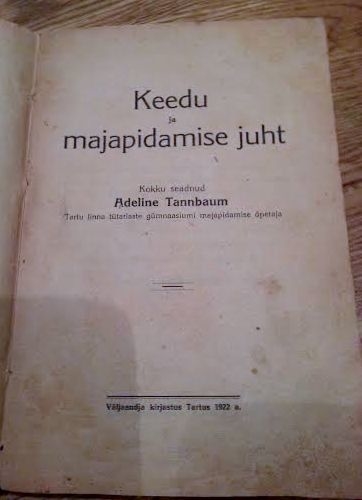 Keedu
ja
majapidamise juht
Kokku seadnud
Adeline Tannbaum
Tartu linna tütarlaste gümnaasiumi majapidamise õpetaja
Väljaandja kirjastus Tartus 1922 a.